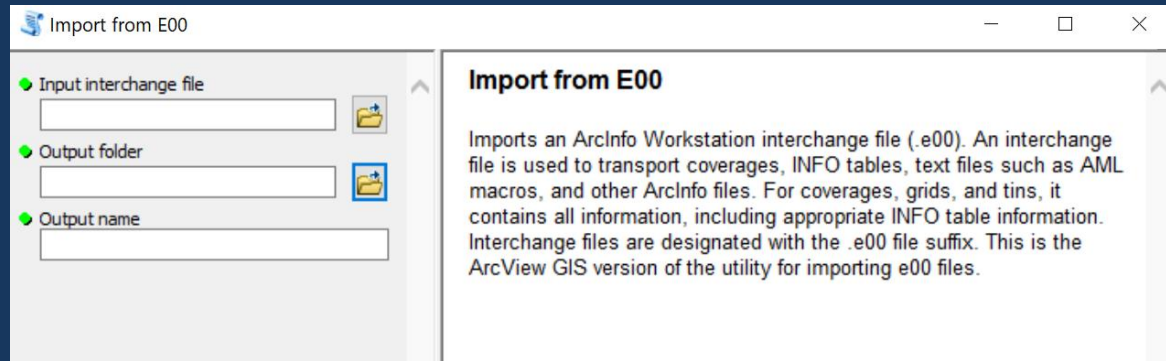 Import from E00
Input interchange file
Output folder
Output name
Import from E00
Imports an ArcInfo Workstation interchange file (.e00). An interchange
file is used to transport coverages, INFO tables, text files such as AML
macros, and other ArcInfo files. For coverages, grids, and tins, it
contains all information, including appropriate INFO table information.
Interchange files are designated with the .e00 file suffix. This is the
ArcView GIS version of the utility for importing e00 files.